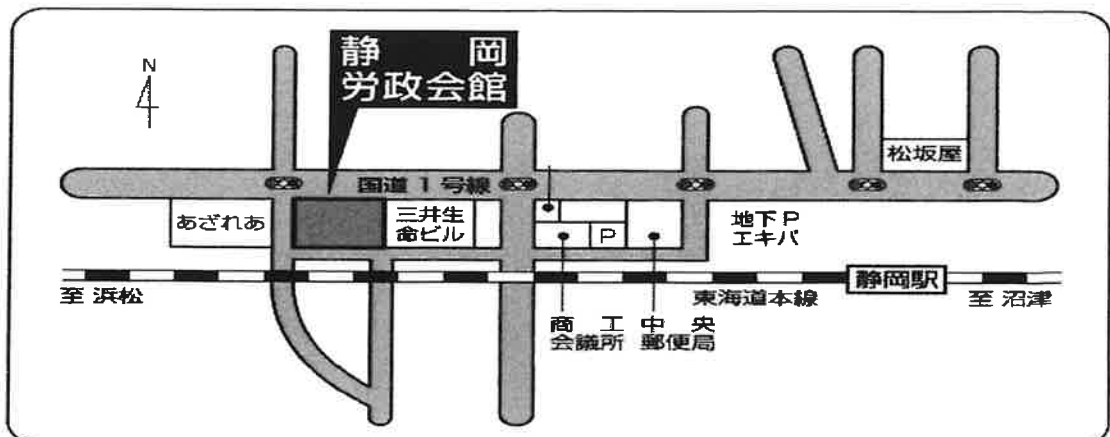 静岡
労政会館
N
松坂屋
国道1号線
あざれあ
三井生
命ビル
P
地下P
エキパ
至 浜松
東海道本線
静岡駅
至 沼津
商工
会議所
中央
郵便局